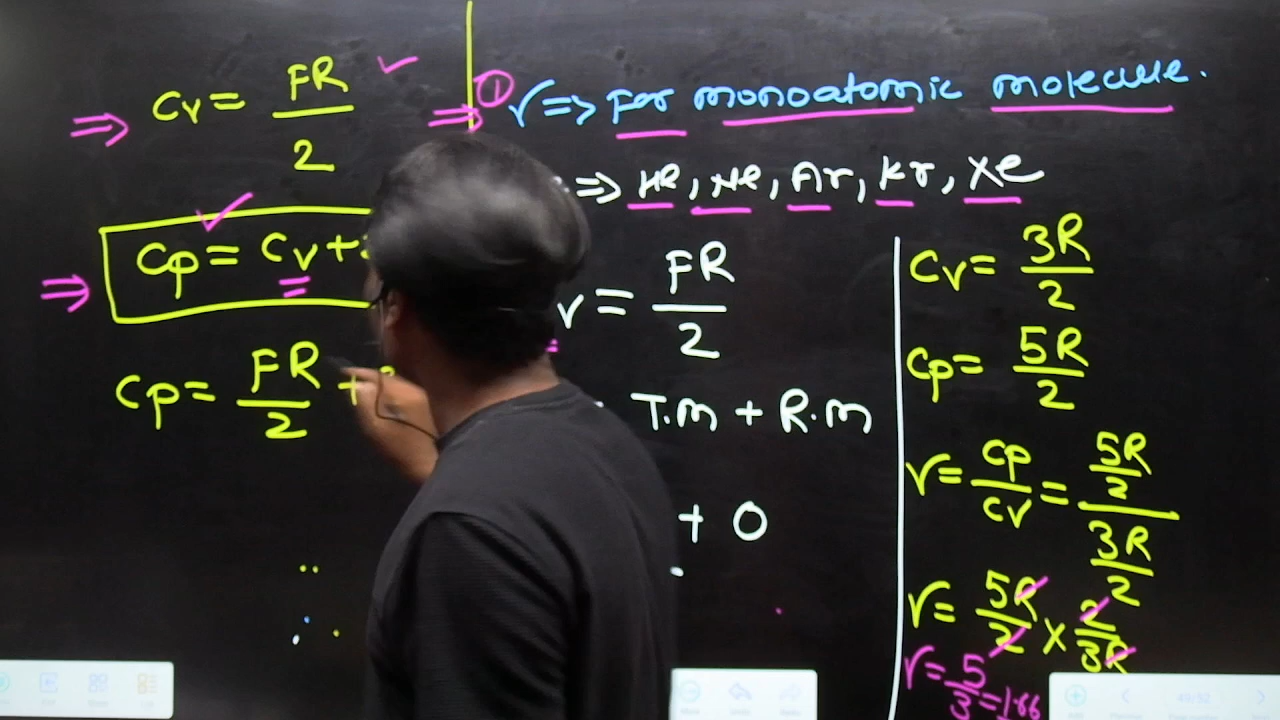 ⇒ Cv = FR/2 ✓
⇒ Cp = Cv +
Cp = FR/2 +
⇒ ① γ => For monoatomic molecule.
⇒ He, Ne, Ar, Kr, Xe
v = FR/2
T.m + R.m
+ 0
Cv = 3R/2
Cp = 5R/2
γ = Cp/Cv = 5R/2 / 3R/2
γ = 5R/2 × 2/3R
γ = 5/3 = 1.66
49/92